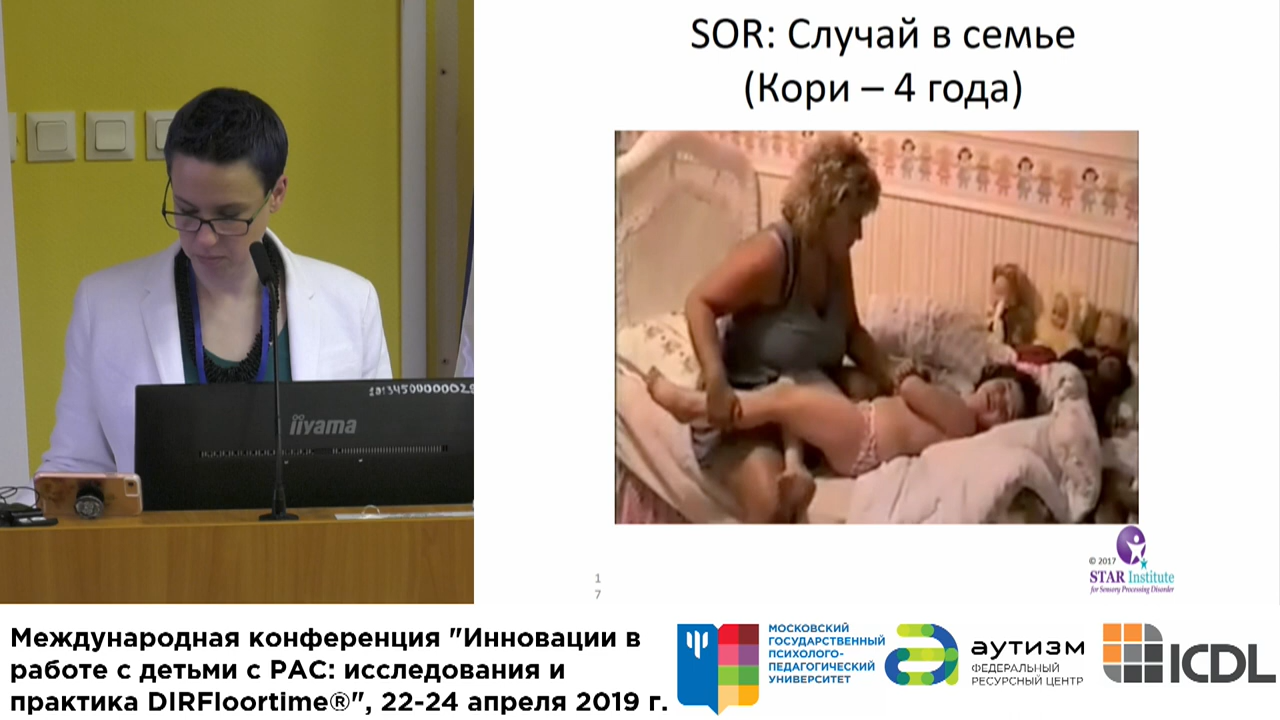 SOR: Случай в семье
(Кори – 4 года)
iiyama
© 2017
STAR Institute
for Sensory Processing Disorder
1
7
Международная конференция "Инновации в
работе с детьми с РАС: исследования и
практика DIRFloortime®", 22-24 апреля 2019 г.
МОСКОВСКИЙ
ГОСУДАРСТВЕННЫЙ
ПСИХОЛОГО-
ПЕДАГОГИЧЕСКИЙ
УНИВЕРСИТЕТ
аутизм
ФЕДЕРАЛЬНЫЙ
РЕСУРСНЫЙ ЦЕНТР
ICDL